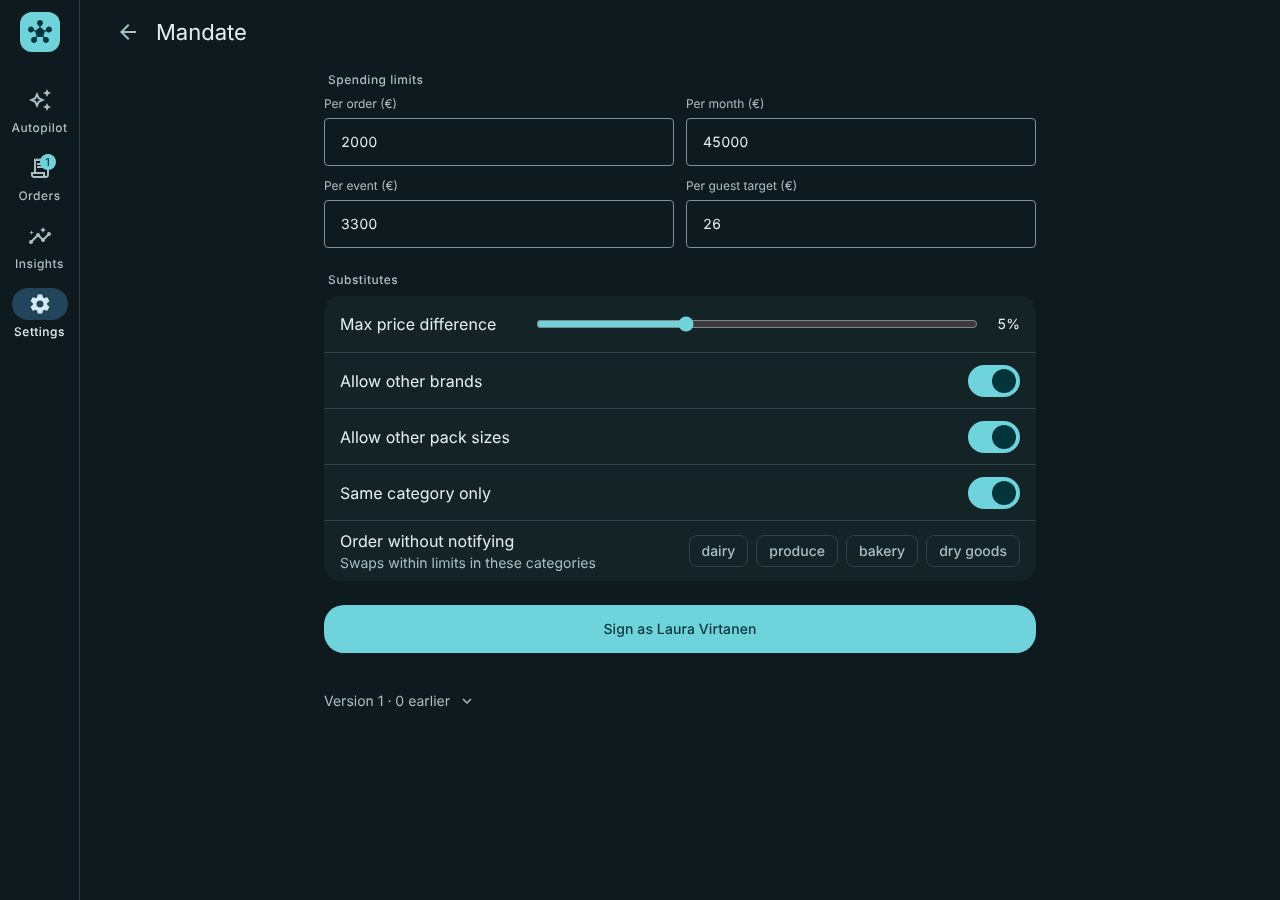 Mandate
Autopilot
1
Orders
Insights
Settings
Spending limits
Per order (€)
Per month (€)
2000
45000
Per event (€)
Per guest target (€)
3300
26
Substitutes
Max price difference
5%
Allow other brands
Allow other pack sizes
Same category only
Order without notifying
Swaps within limits in these categories
dairy
produce
bakery
dry goods
Sign as Laura Virtanen
Version 1 · 0 earlier